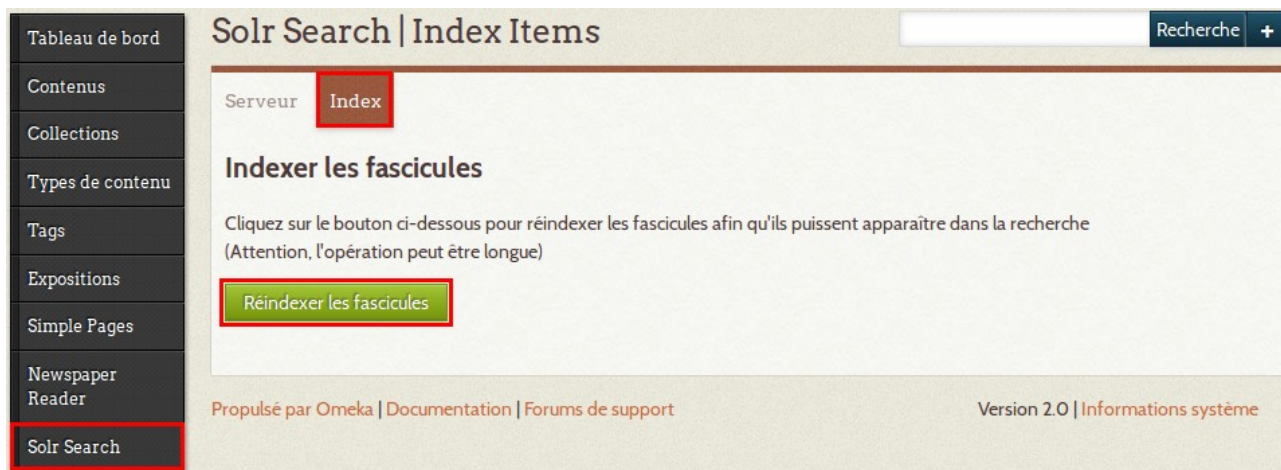 Tableau de bord
Contenus
Collections
Types de contenu
Tags
Expositions
Simple Pages
Newspaper
Reader
Solr Search
Solr Search | Index Items
Recherche +
Serveur Index
Indexer les fascicules
Cliquez sur le bouton ci-dessous pour réindexer les fascicules afin qu'ils puissent apparaître dans la recherche
(Attention, l'opération peut être longue)
Réindexer les fascicules
Propulsé par Omeka | Documentation | Forums de support
Version 2.0 | Informations système